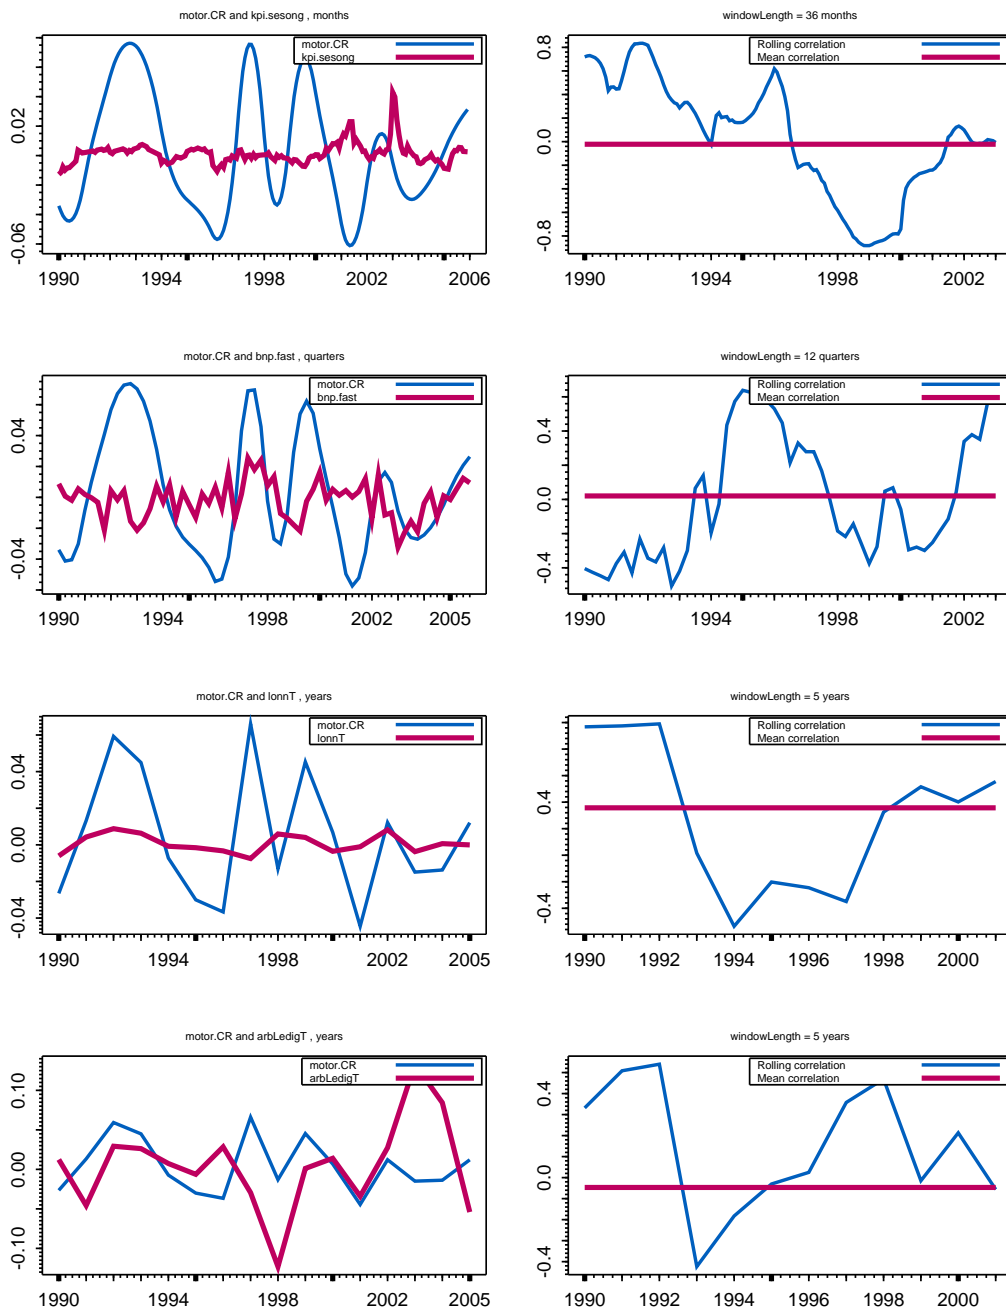 motor.CR and kpi.sesong , months
motor.CR
kpi.sesong
0.02
-0.06
1990 1994 1998 2002 2006
windowLength = 36 months
Rolling correlation
Mean correlation
0.8
0.0
-0.8
1990 1994 1998 2002
motor.CR and bnp.fast , quarters
motor.CR
bnp.fast
0.04
-0.04
1990 1994 1998 2002 2005
windowLength = 12 quarters
Rolling correlation
Mean correlation
0.4
0.0
-0.4
1990 1994 1998 2002
motor.CR and lonnT , years
motor.CR
lonnT
0.04
0.00
-0.04
1990 1994 1998 2002 2005
windowLength = 5 years
Rolling correlation
Mean correlation
0.4
-0.4
1990 1992 1994 1996 1998 2000
motor.CR and arbLedigT , years
motor.CR
arbLedigT
0.10
0.00
-0.10
1990 1994 1998 2002 2005
windowLength = 5 years
Rolling correlation
Mean correlation
0.4
0.0
-0.4
1990 1992 1994 1996 1998 2000